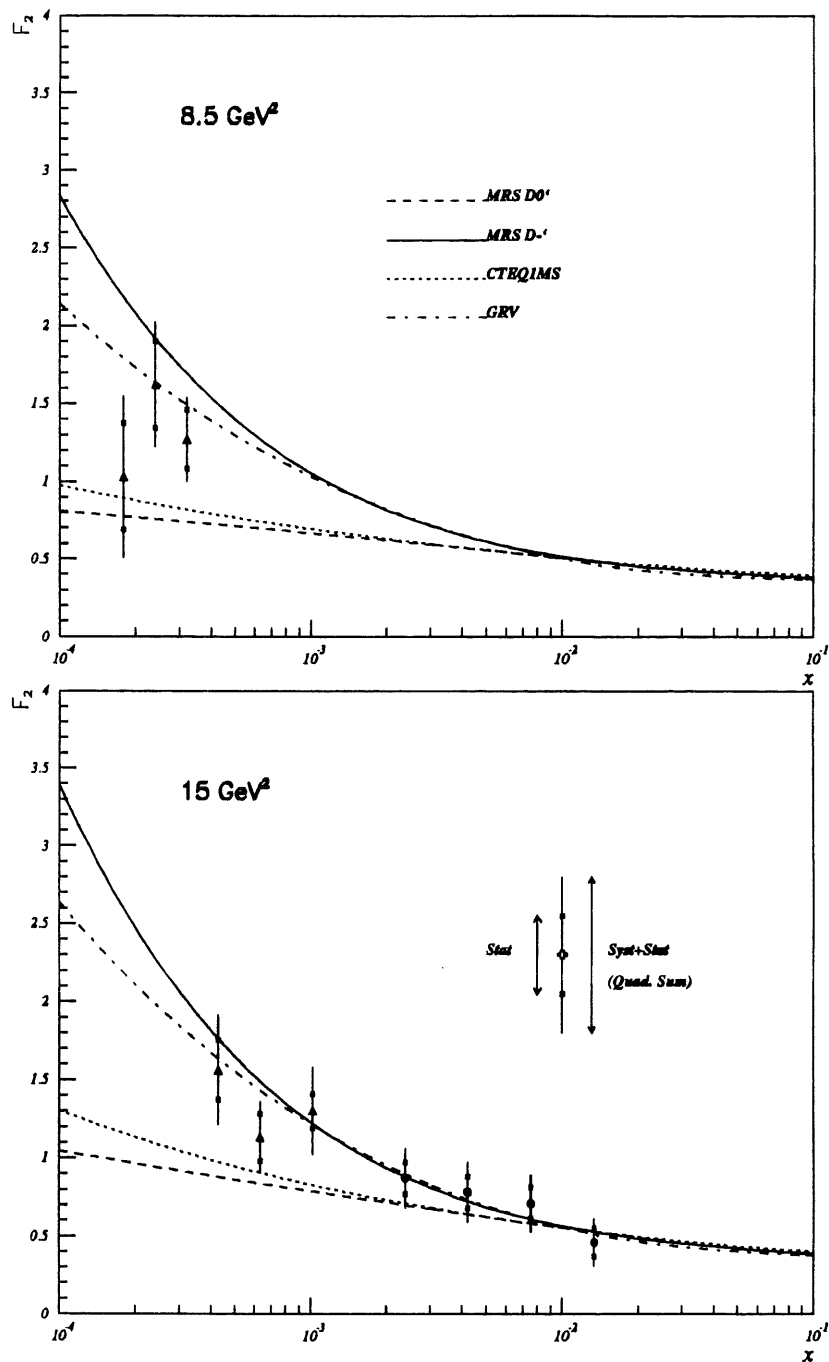 F₂
4
3.5
3
2.5
2
1.5
1
0.5
0
8.5 GeV²
MRS D0'
MRS D-'
CTEQ1MS
GRV
10⁻⁴
10⁻³
10⁻²
10⁻¹
x
F₂
4
3.5
3
2.5
2
1.5
1
0.5
0
15 GeV²
Stat
Syst+Stat
(Quad. Sum)
10⁻⁴
10⁻³
10⁻²
10⁻¹
x